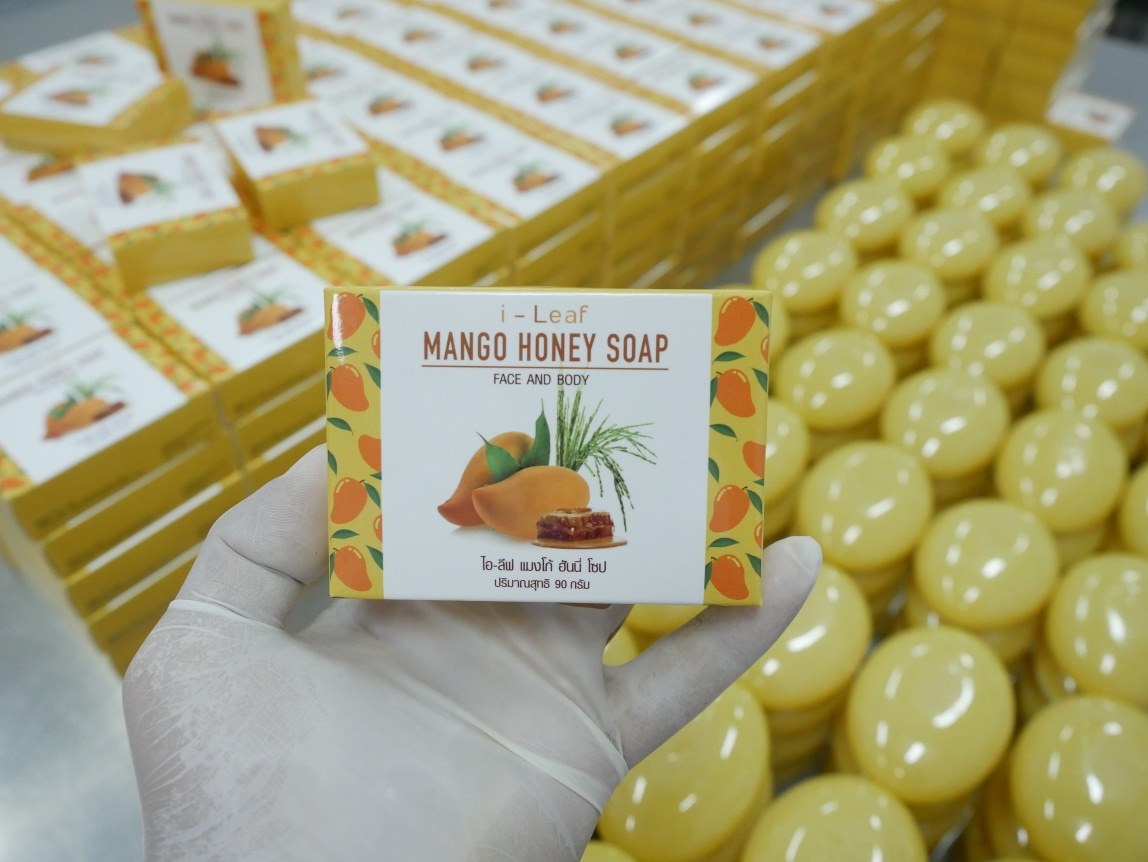 i - Leaf
MANGO HONEY SOAP
FACE AND BODY
ไอ-ลีฟ แมงโก้ ฮันนี่ โซป
ปริมาณสุทธิ 90 กรัม